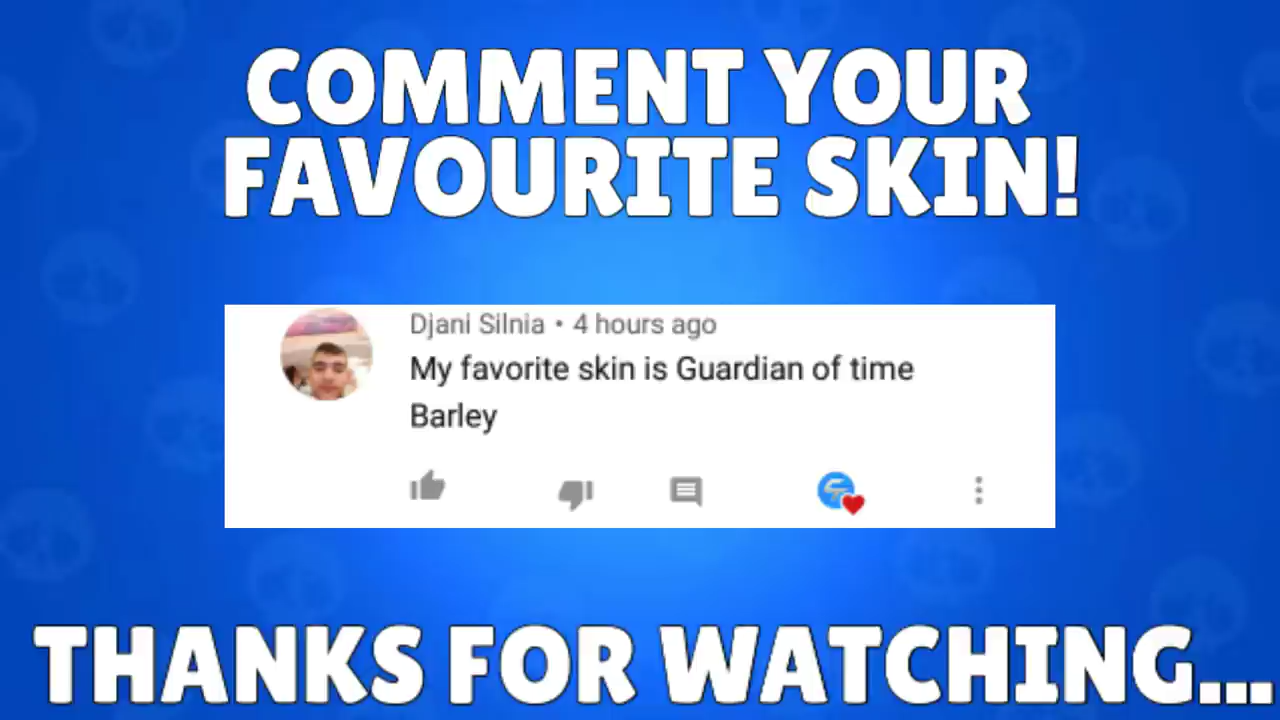 COMMENT YOUR
FAVOURITE SKIN!
Djani Silnia • 4 hours ago
My favorite skin is Guardian of time
Barley
THANKS FOR WATCHING...